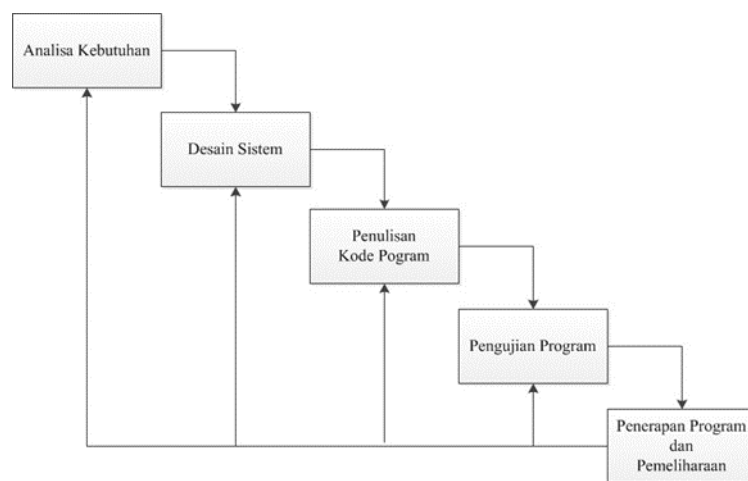 Analisa Kebutuhan
Desain Sistem
Penulisan
Kode Pogram
Pengujian Program
Penerapan Program
dan
Pemeliharaan